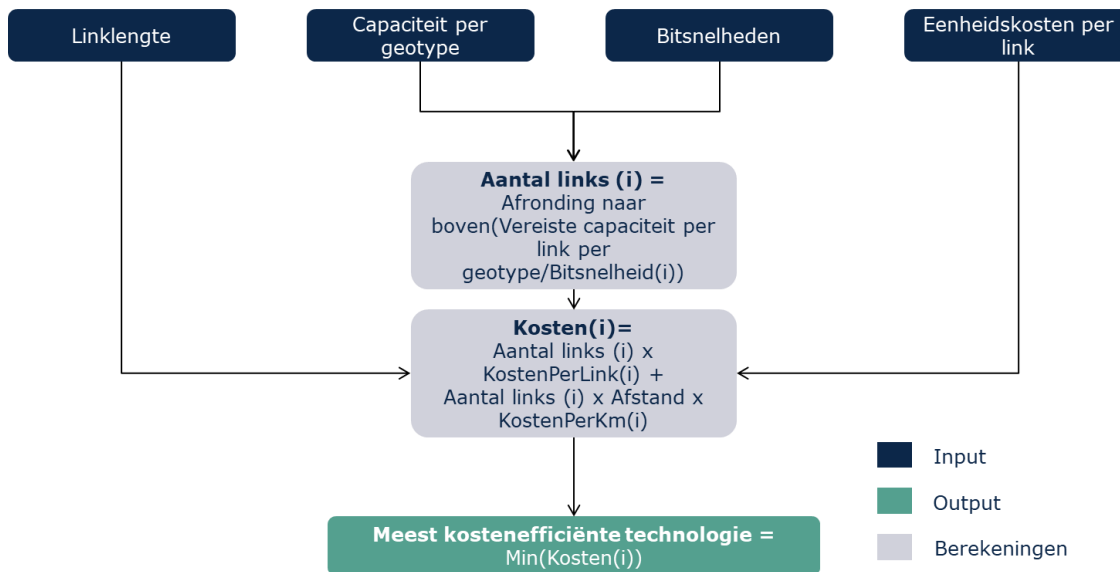 Linklengte
Capaciteit per
geotype
Bitsnelheden
Eenheidskosten per
link
Aantal links (i) =
Afronding naar
boven(Vereiste capaciteit per
link per
geotype/Bitsnelheid(i))
Kosten(i)=
Aantal links (i) x
KostenPerLink(i) +
Aantal links (i) x Afstand x
KostenPerKm(i)
Meest kostenefficiënte technologie =
Min(Kosten(i))
Input
Output
Berekeningen